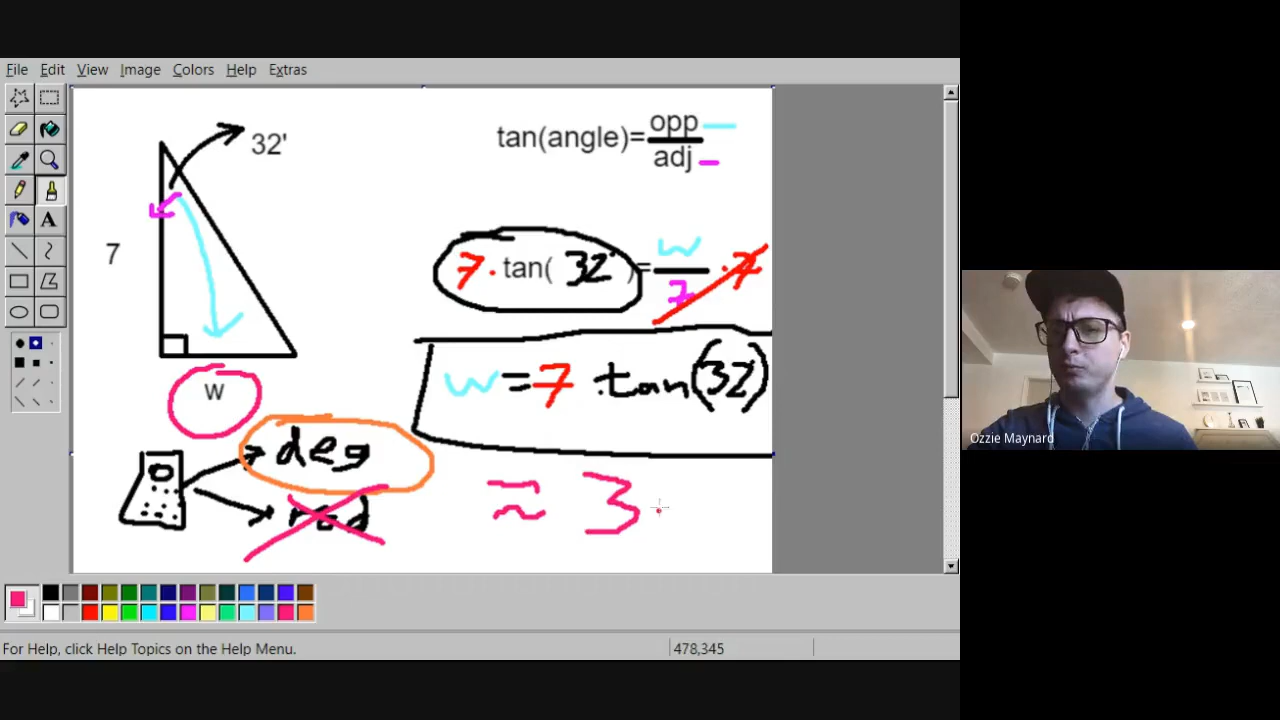 File Edit View Image Colors Help Extras
32'
tan(angle)=opp
adj
7
7 · tan( 32 )= w · 7
7
w = 7 · tan(32)
w
deg
rad
≈ 3
Ozzie Maynard
For Help, click Help Topics on the Help Menu.
478,345